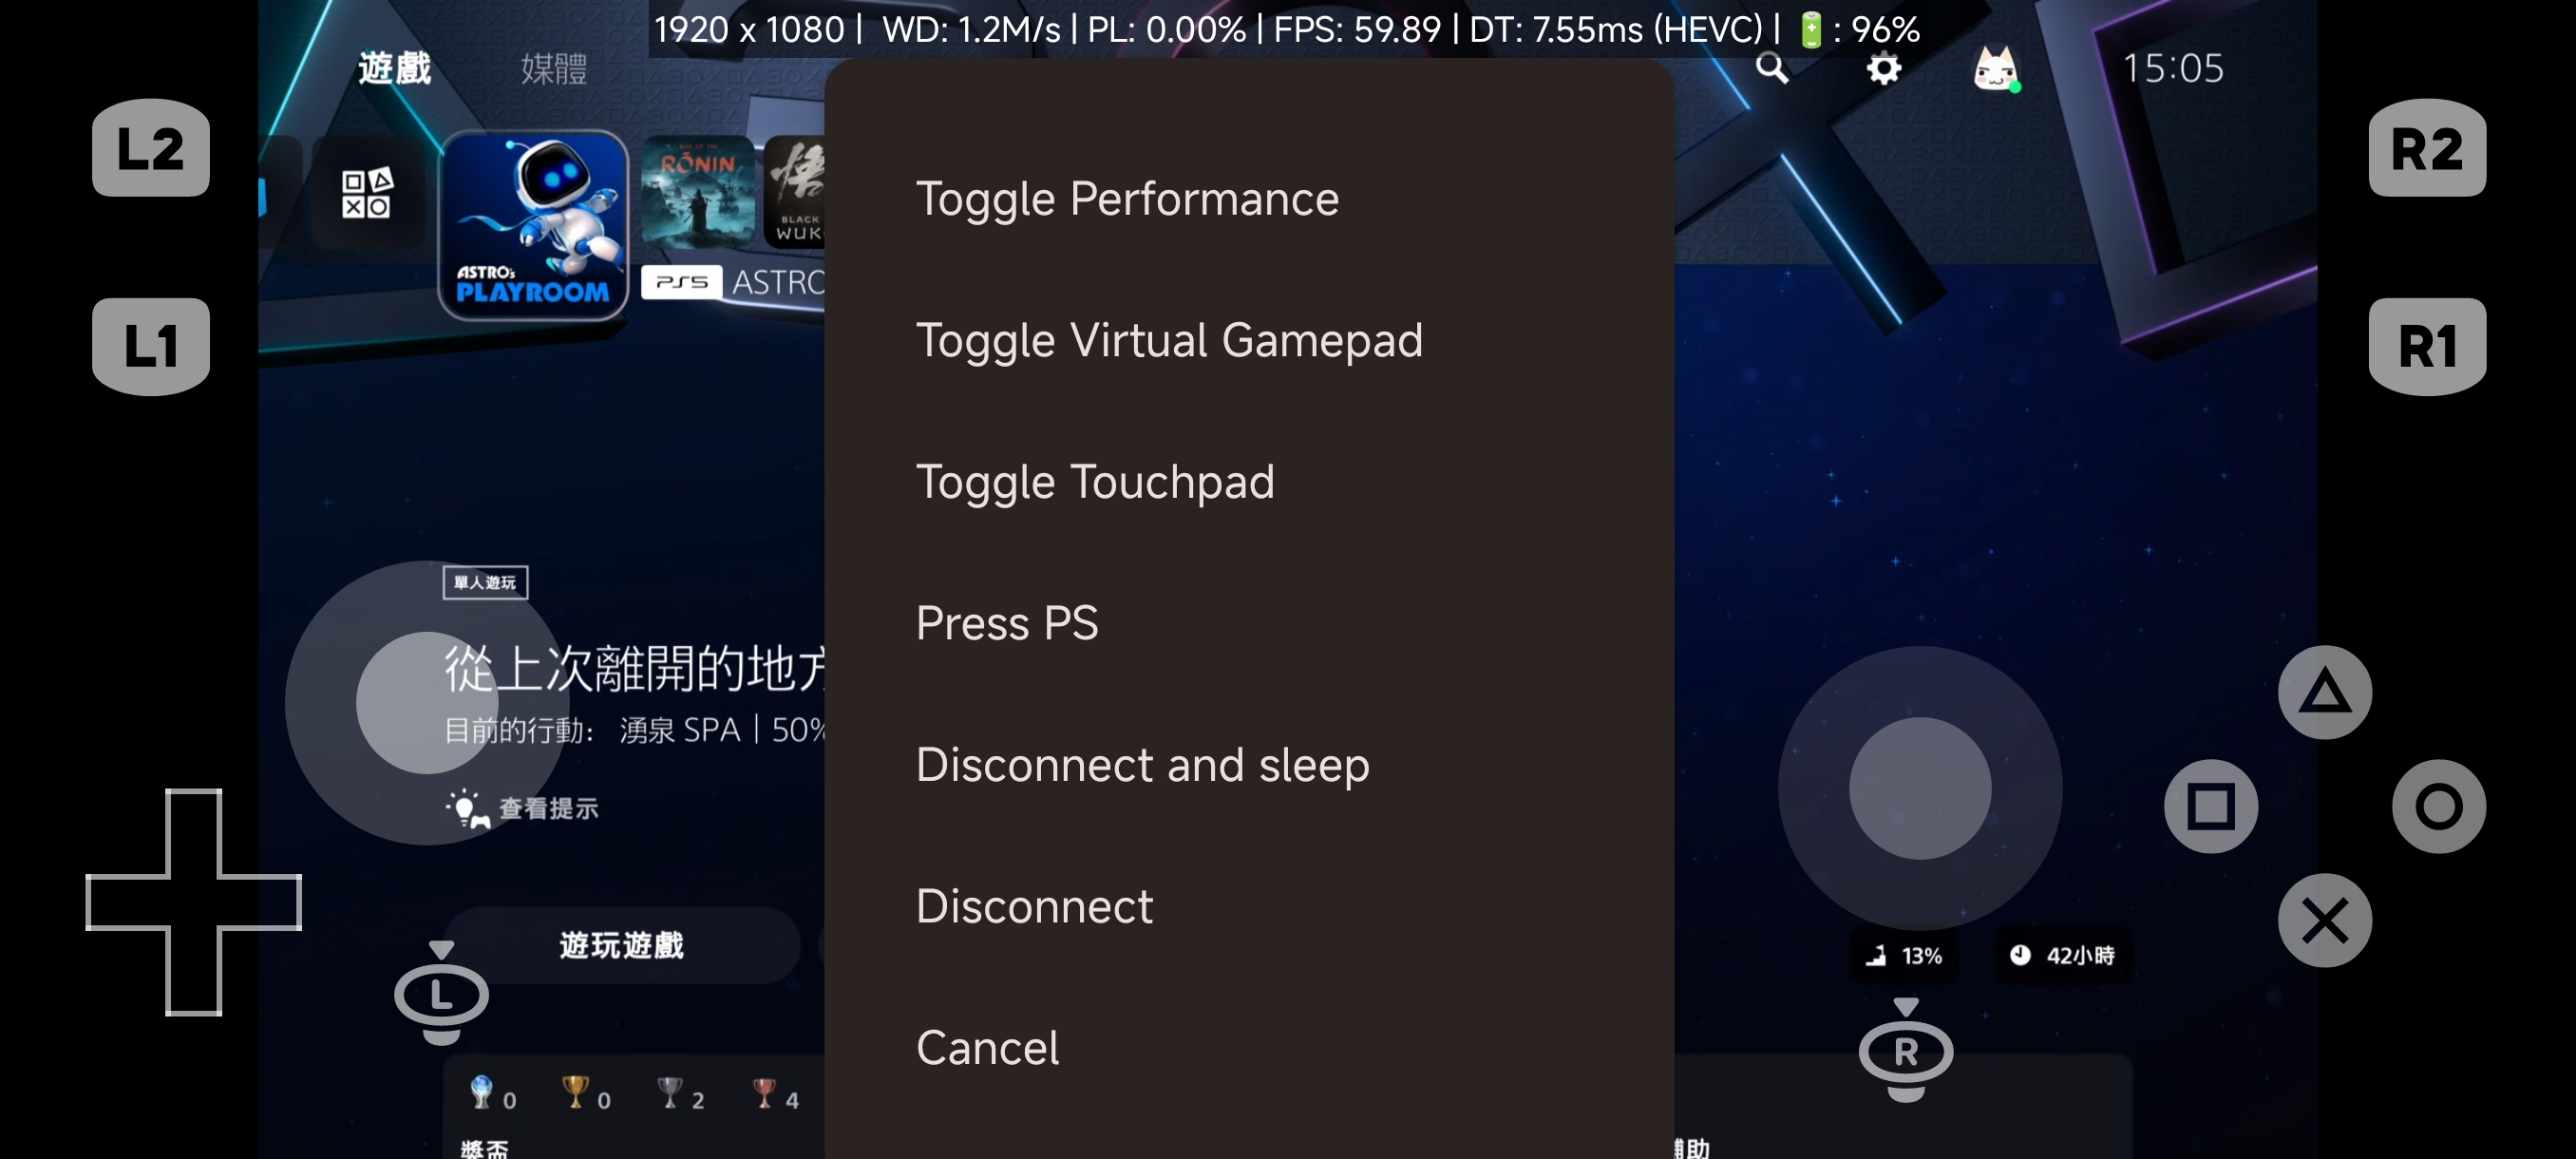 1920 x 1080 | WD: 1.2M/s | PL: 0.00% | FPS: 59.89 | DT: 7.55ms (HEVC) | : 96%
遊戲
媒體
15:05
L2
R2
L1
R1
RŌNIN
悟
BLACK
WUK
ASTRO's
PLAYROOM
PS5 ASTRO
Toggle Performance
Toggle Virtual Gamepad
Toggle Touchpad
Press PS
Disconnect and sleep
Disconnect
Cancel
單人遊玩
從上次離開的地方
目前的行動： 湧泉 SPA | 50%
查看提示
遊玩遊戲
L
13%
42小時
R
0
0
2
4
獎盃
輔助